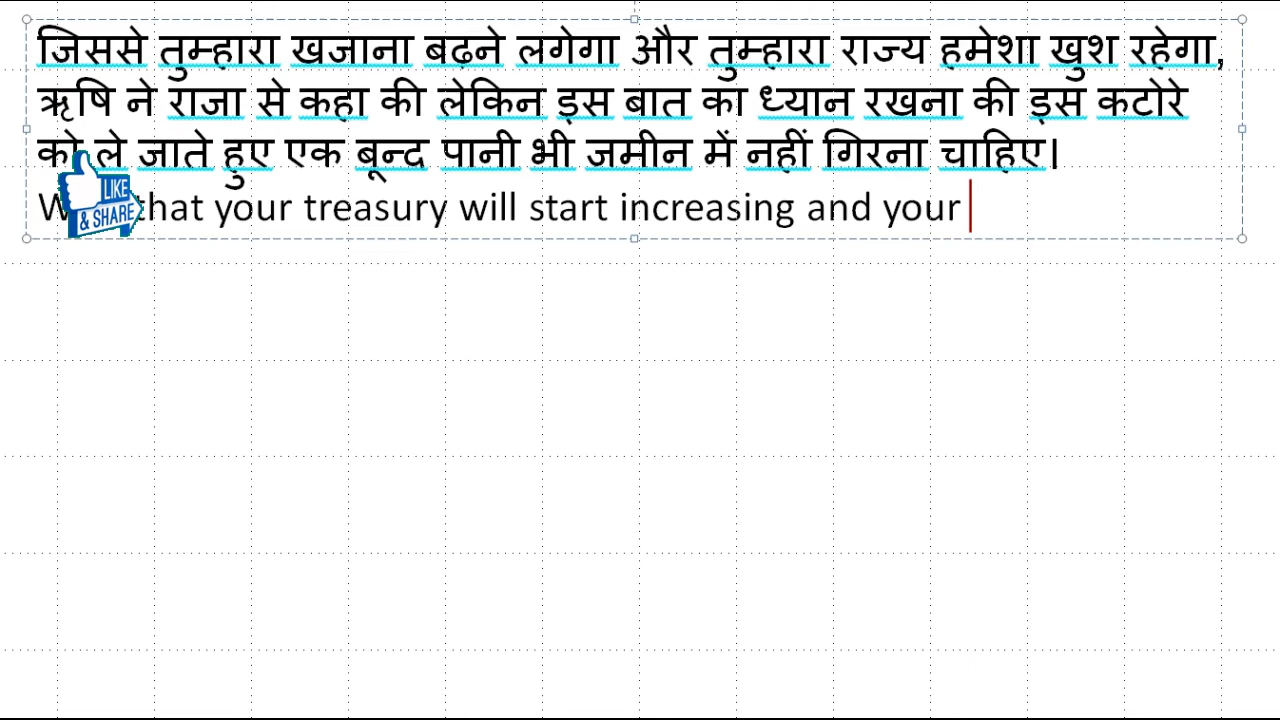 जिससे तुम्हारा खजाना बढ़ने लगेगा और तुम्हारा राज्य हमेशा खुश रहेगा,
ऋषि ने राजा से कहा की लेकिन इस बात का ध्यान रखना की इस कटोरे
को ले जाते हुए एक बून्द पानी भी जमीन में नहीं गिरना चाहिए।
that your treasury will start increasing and your
LIKE
& SHARE